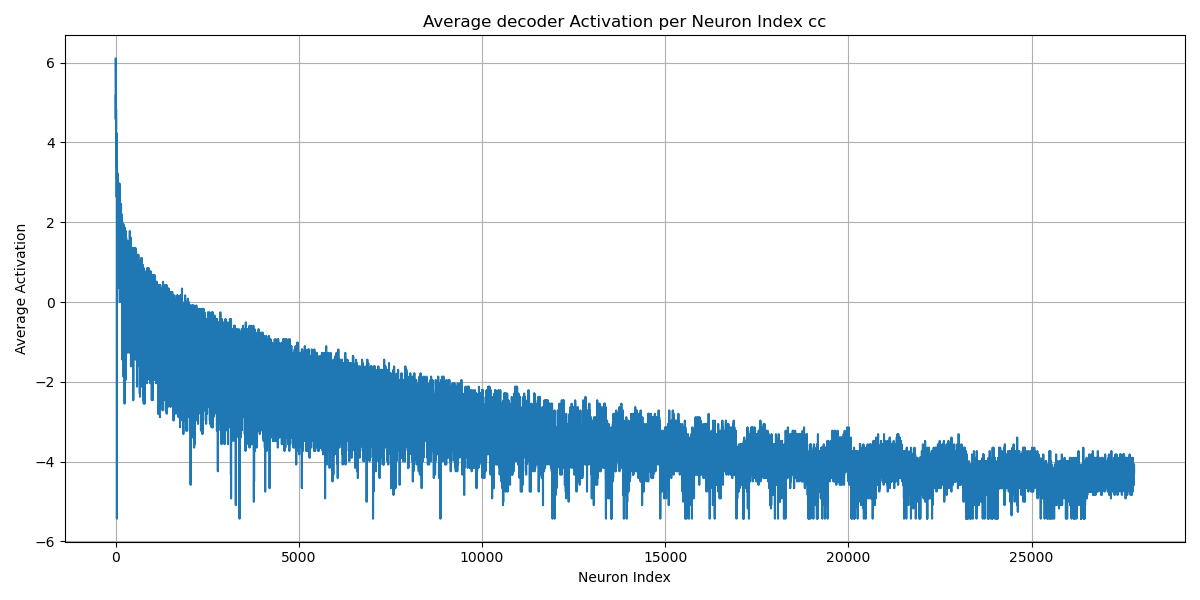 Average decoder Activation per Neuron Index cc
Average Activation
6
4
2
0
−2
−4
−6
0 5000 10000 15000 20000 25000
Neuron Index